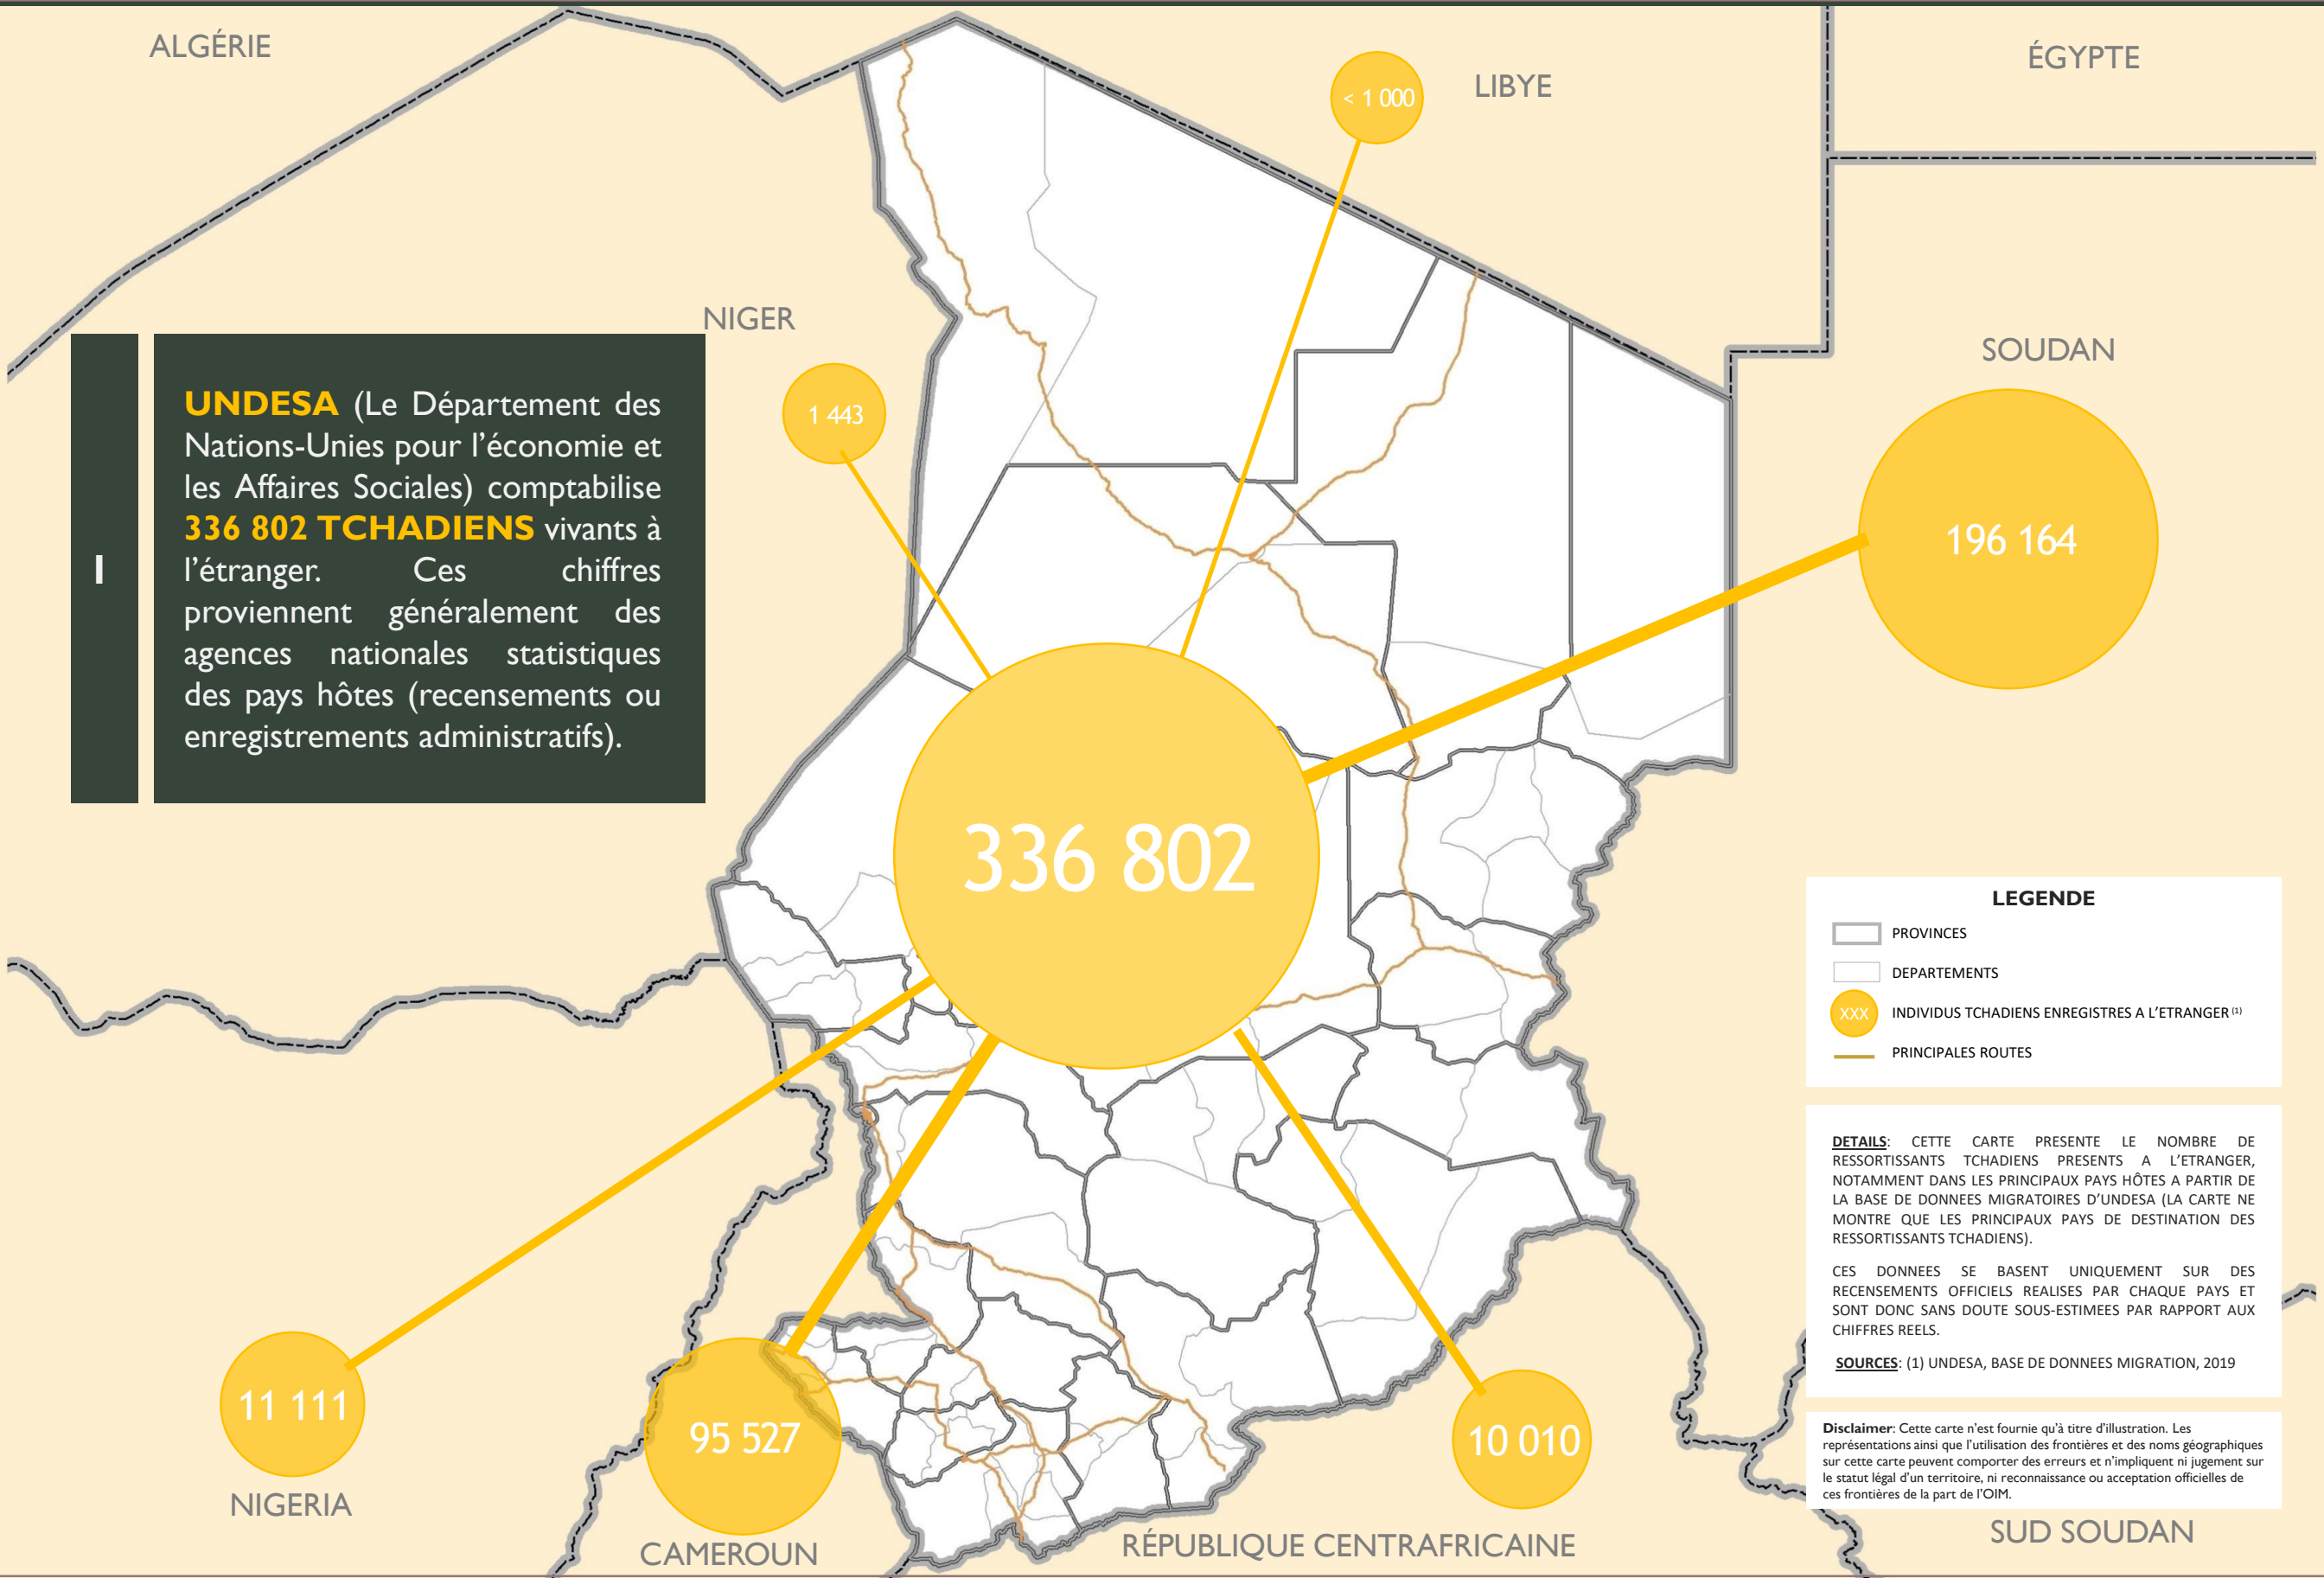 ALGÉRIE
LIBYE
ÉGYPTE
< 1 000
NIGER
SOUDAN
1 443
196 164
I
UNDESA (Le Département des
Nations-Unies pour l'économie et
les Affaires Sociales) comptabilise
336 802 TCHADIENS vivants à
l'étranger. Ces chiffres
proviennent généralement des
agences nationales statistiques
des pays hôtes (recensements ou
enregistrements administratifs).
336 802
LEGENDE
PROVINCES
DEPARTEMENTS
XXX INDIVIDUS TCHADIENS ENREGISTRES A L'ETRANGER (1)
PRINCIPALES ROUTES
DETAILS: CETTE CARTE PRESENTE LE NOMBRE DE
RESSORTISSANTS TCHADIENS PRESENTS A L'ETRANGER,
NOTAMMENT DANS LES PRINCIPAUX PAYS HÔTES A PARTIR DE
LA BASE DE DONNEES MIGRATOIRES D'UNDESA (LA CARTE NE
MONTRE QUE LES PRINCIPAUX PAYS DE DESTINATION DES
RESSORTISSANTS TCHADIENS).
CES DONNEES SE BASENT UNIQUEMENT SUR DES
RECENSEMENTS OFFICIELS REALISES PAR CHAQUE PAYS ET
SONT DONC SANS DOUTE SOUS-ESTIMEES PAR RAPPORT AUX
CHIFFRES REELS.
SOURCES: (1) UNDESA, BASE DE DONNEES MIGRATION, 2019
Disclaimer: Cette carte n'est fournie qu'à titre d'illustration. Les
représentations ainsi que l'utilisation des frontières et des noms géographiques
sur cette carte peuvent comporter des erreurs et n'impliquent ni jugement sur
le statut légal d'un territoire, ni reconnaissance ou acceptation officielles de
ces frontières de la part de l'OIM.
11 111
95 527
10 010
NIGERIA
CAMEROUN
RÉPUBLIQUE CENTRAFRICAINE
SUD SOUDAN